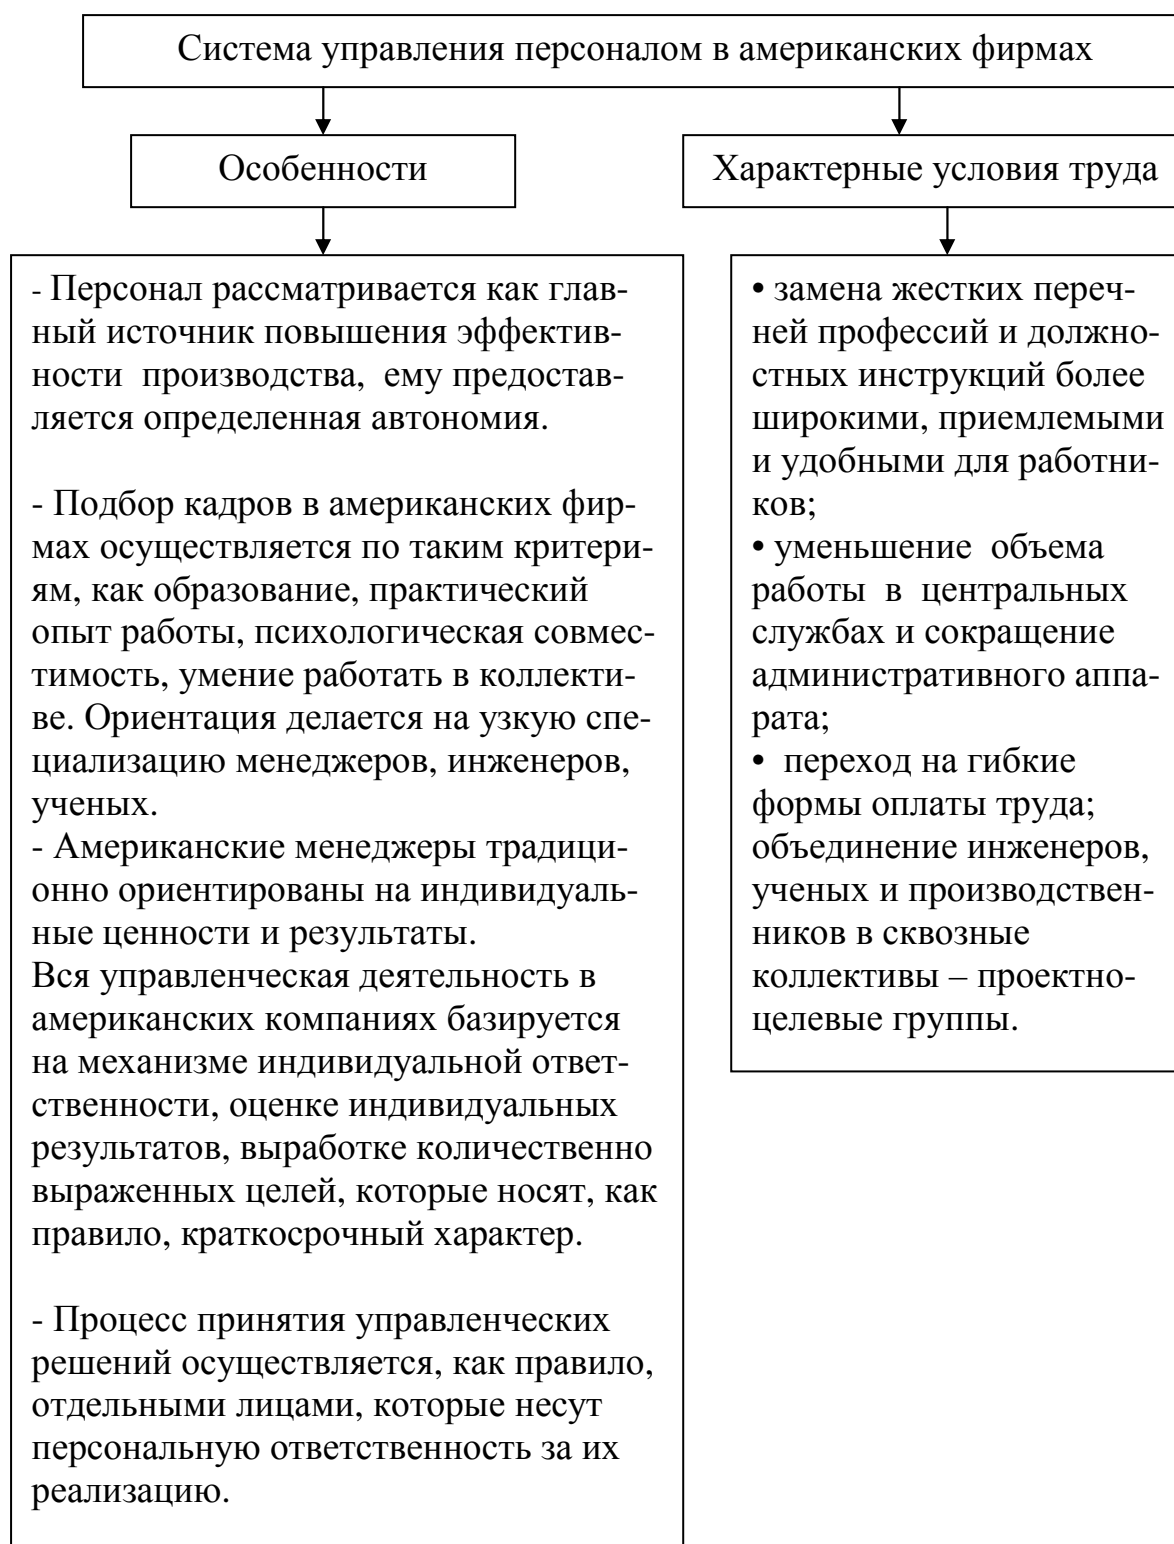 Система управления персоналом в американских фирмах
Особенности
Характерные условия труда
- Персонал рассматривается как глав-
ный источник повышения эффектив-
ности производства, ему предостав-
ляется определенная автономия.
- Подбор кадров в американских фир-
мах осуществляется по таким критери-
ям, как образование, практический
опыт работы, психологическая совмес-
тимость, умение работать в коллекти-
ве. Ориентация делается на узкую спе-
циализацию менеджеров, инженеров,
ученых.
- Американские менеджеры традици-
онно ориентированы на индивидуаль-
ные ценности и результаты.
Вся управленческая деятельность в
американских компаниях базируется
на механизме индивидуальной ответ-
ственности, оценке индивидуальных
результатов, выработке количественно
выраженных целей, которые носят, как
правило, краткосрочный характер.
- Процесс принятия управленческих
решений осуществляется, как правило,
отдельными лицами, которые несут
персональную ответственность за их
реализацию.
• замена жестких переч-
ней профессий и должно-
стных инструкций более
широкими, приемлемыми
и удобными для работни-
ков;
• уменьшение объема
работы в центральных
службах и сокращение
административного аппа-
рата;
• переход на гибкие
формы оплаты труда;
объединение инженеров,
ученых и производствен-
ников в сквозные
коллективы – проектно-
целевые группы.